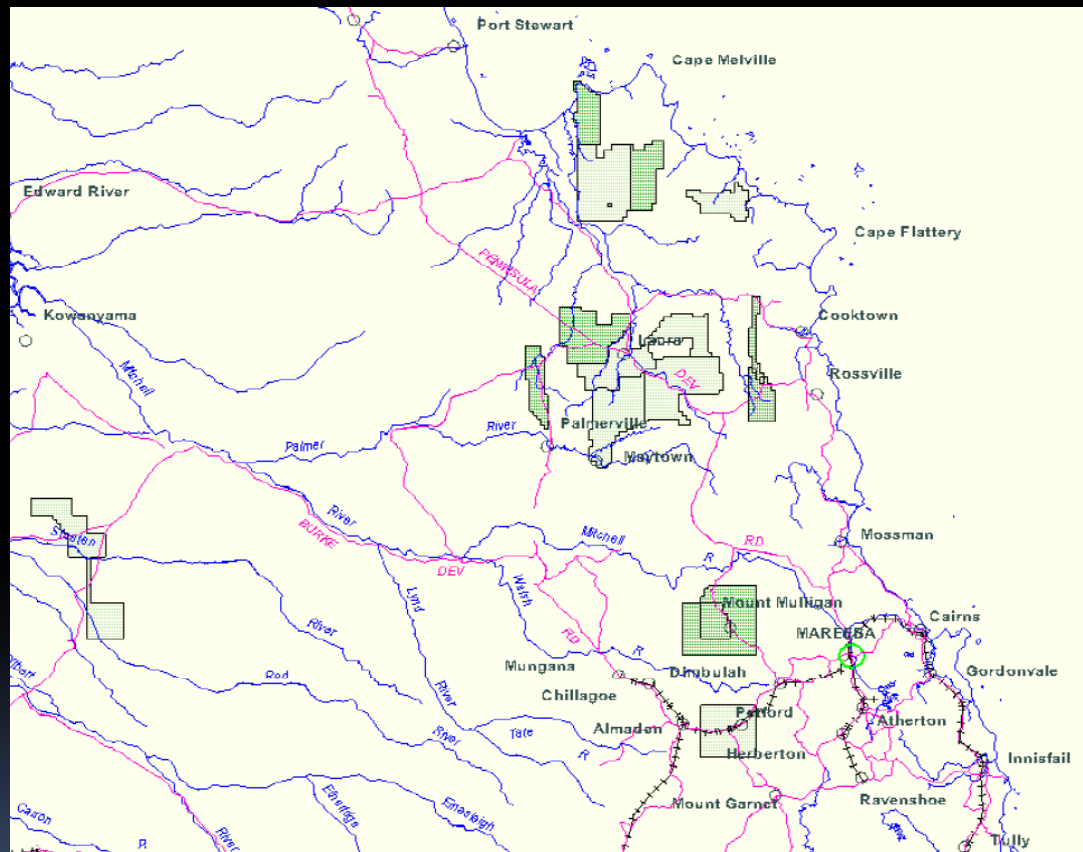 Port Stewart
Cape Melville
Edward River
Cape Flattery
PENINSULA
Kowanyama
Cooktown
Laura
Mitchell
DEV
Rossville
Palmerville
River
Palmer
Maytown
Staaten
River
BURKE
Mitchell
Mossman
RD
R
DEV
Walsh
Lynd
Mount Mulligan
Cairns
River
MAREEBA
RD
R
Mungana
Dimbulah
Gordonvale
Red
Chillagoe
River
Petford
Atherton
Almaden
Tate
River
R
Herberton
Innisfail
Mount Garnet
Ravenshoe
Etheridge
Einasleigh
River
R
Tully